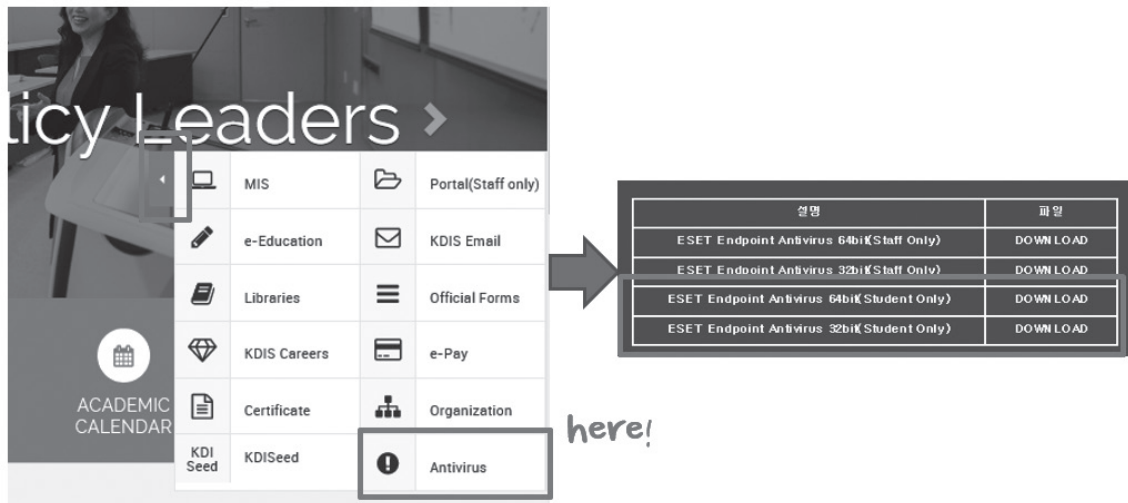 licy Leaders
MIS
Portal(Staff only)
e-Education
KDIS Email
Libraries
Official Forms
KDIS Careers
e-Pay
Certificate
Organization
KDI
Seed
KDISeed
Antivirus
ACADEMIC
CALENDAR
here!
설명 파일
ESET Endpoint Antivirus 64bit(Staff Only) DOWNLOAD
ESET Endpoint Antivirus 32bit(Staff Only) DOWNLOAD
ESET Endpoint Antivirus 64bit(Student Only) DOWNLOAD
ESET Endpoint Antivirus 32bit(Student Only) DOWNLOAD